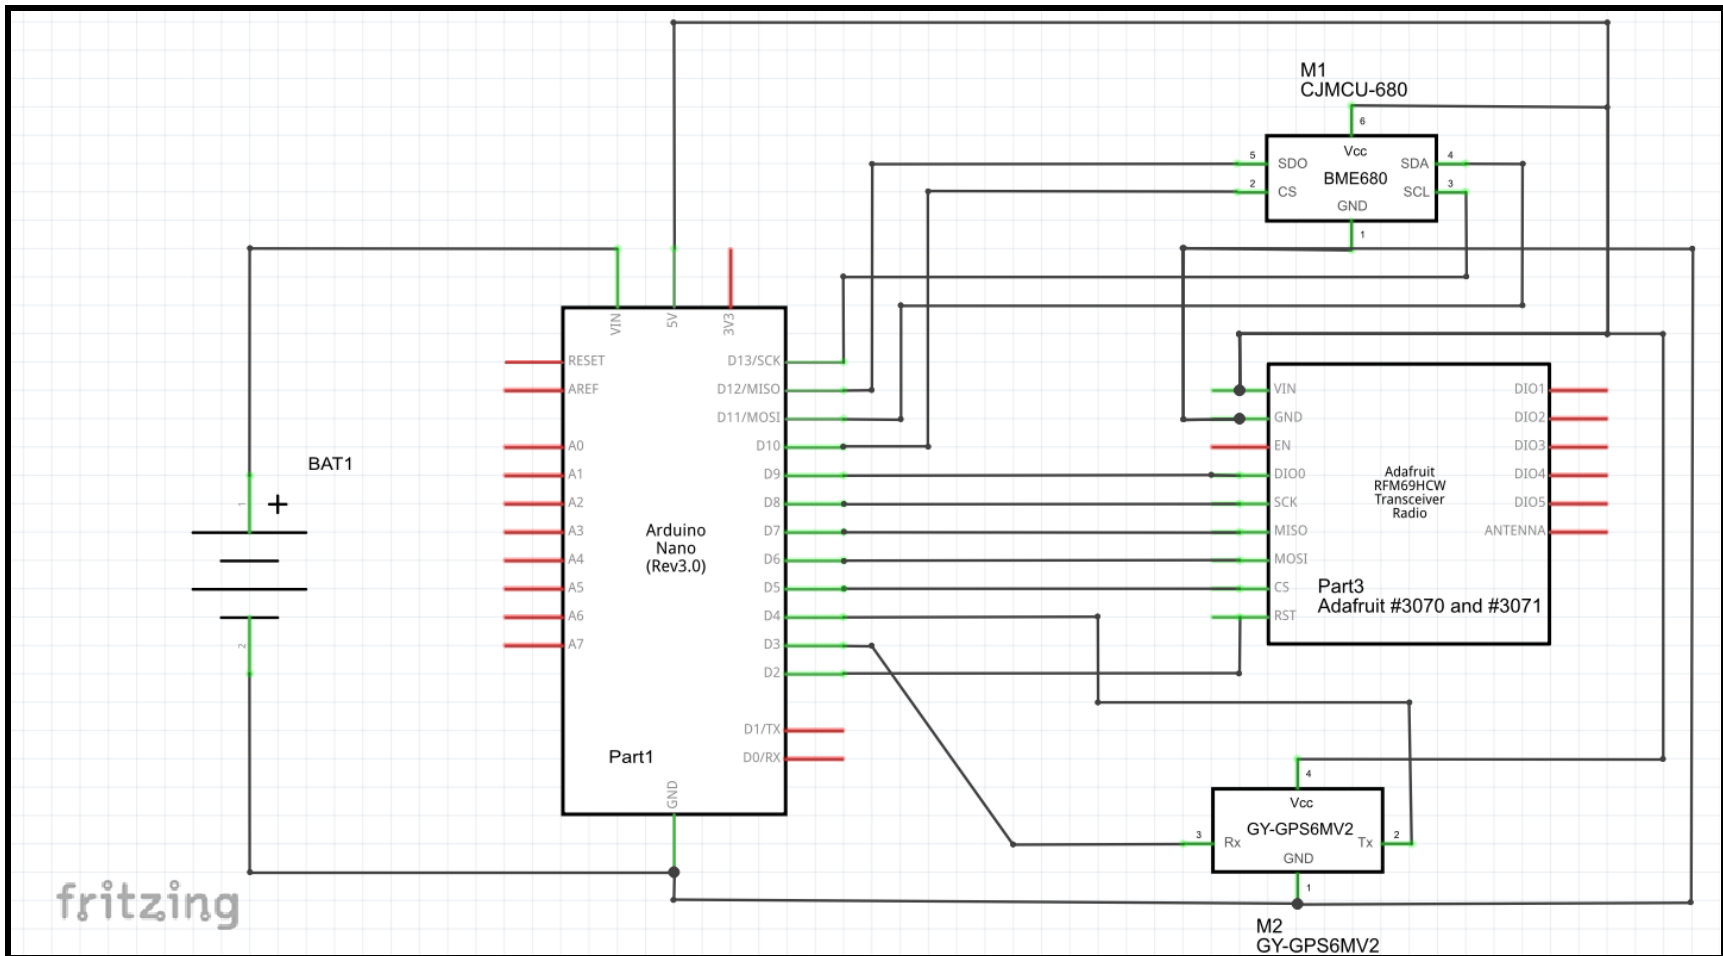 M1
CJMCU-680
6
Vcc
5
SDO
SDA
4
BME680
2
CS
SCL
3
GND
1
VIN
5V
3V3
RESET
AREF
A0
A1
A2
A3
A4
A5
A6
A7
D13/SCK
D12/MISO
D11/MOSI
D10
D9
D8
D7
D6
D5
D4
D3
D2
D1/TX
D0/RX
Arduino
Nano
(Rev3.0)
Part1
GND
BAT1
1
+
2
VIN
GND
EN
DIO0
SCK
MISO
MOSI
CS
RST
DIO1
DIO2
DIO3
DIO4
DIO5
ANTENNA
Adafruit
RFM69HCW
Transceiver
Radio
Part3
Adafruit #3070 and #3071
4
Vcc
GY-GPS6MV2
3
Rx
Tx
2
GND
1
M2
GY-GPS6MV2
fritzing